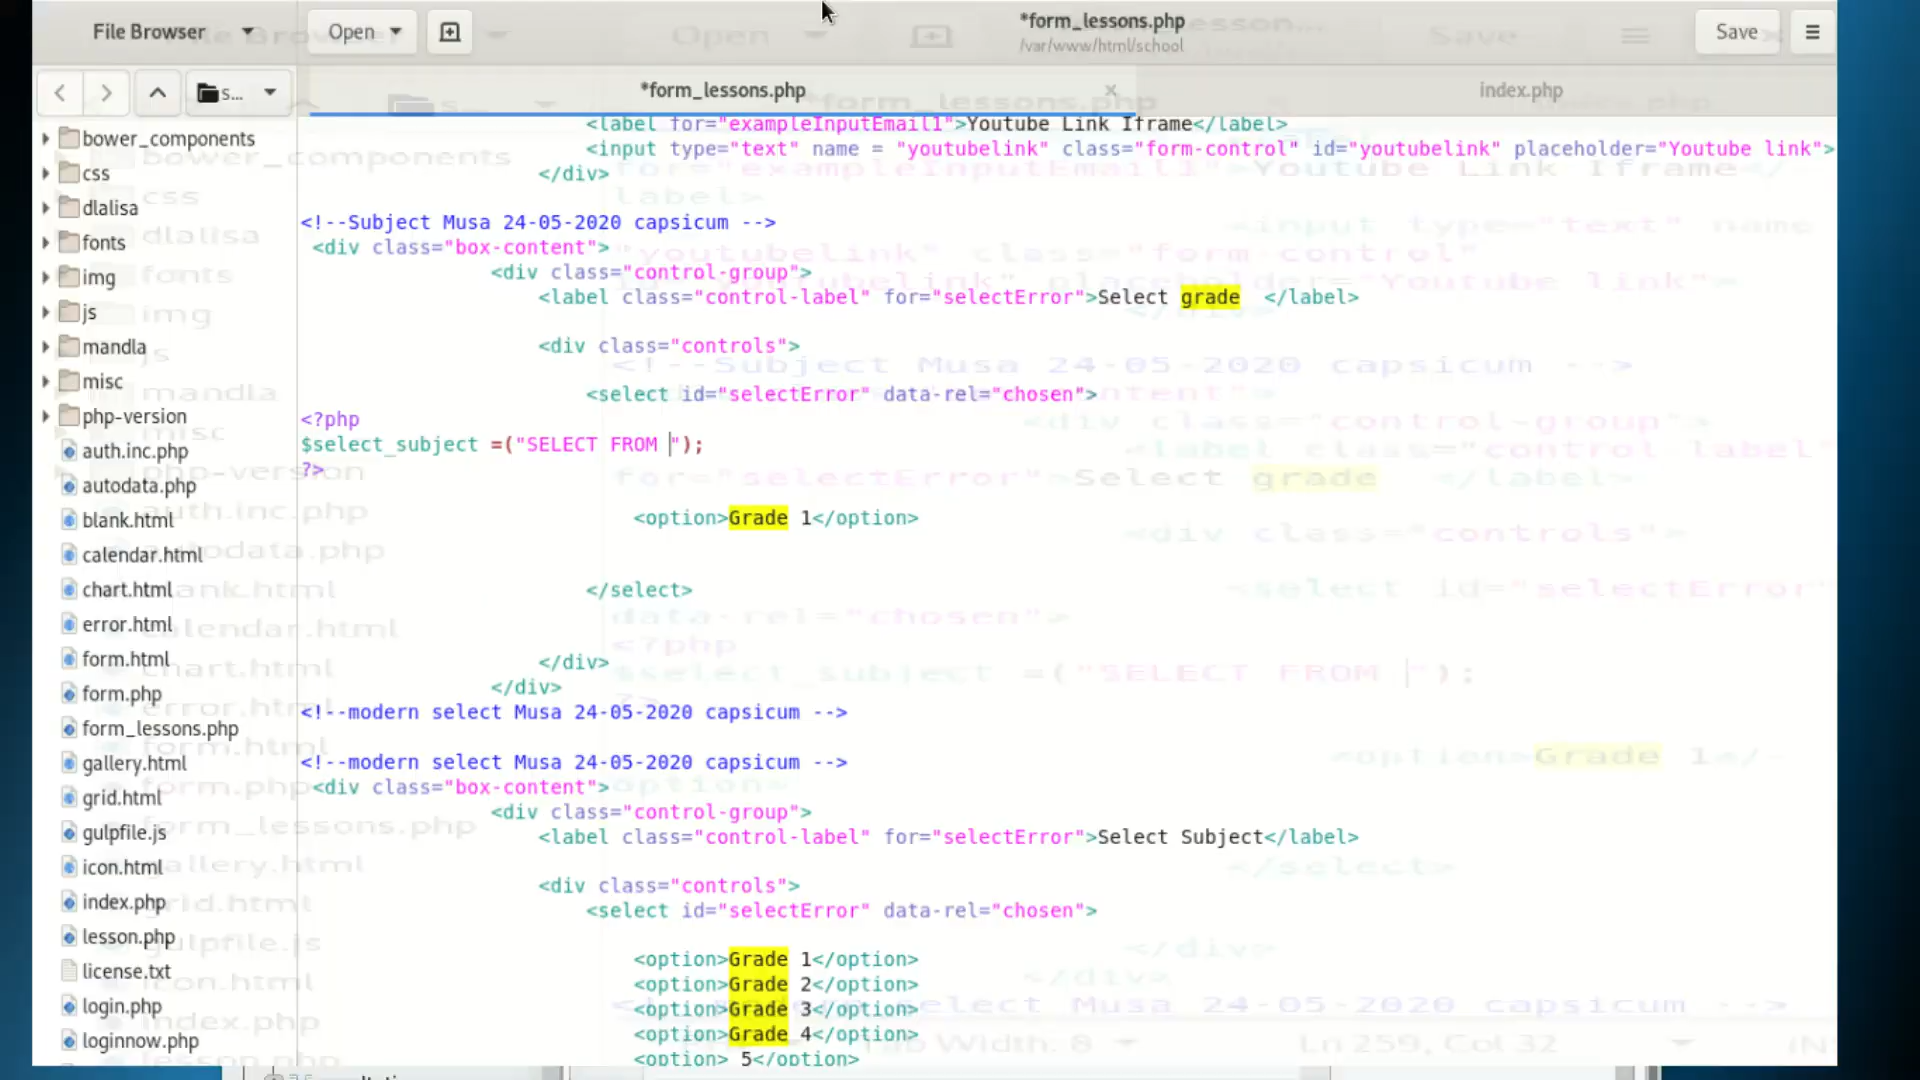 File Browser
Open
*form_lessons.php
/var/www/html/school
Save
s...
*form_lessons.php
index.php
bower_components
css
dlalisa
fonts
img
js
mandla
misc
php-version
auth.inc.php
autodata.php
blank.html
calendar.html
chart.html
error.html
form.html
form.php
form_lessons.php
gallery.html
grid.html
gulpfile.js
icon.html
index.php
lesson.php
license.txt
login.php
loginnow.php
<label for="exampleInputEmail1">Youtube Link Iframe</label>
<input type="text" name = "youtubelink" class="form-control" id="youtubelink" placeholder="Youtube link">
</div>
<!--Subject Musa 24-05-2020 capsicum -->
<div class="box-content">
<div class="control-group">
<label class="control-label" for="selectError">Select grade </label>
<div class="controls">
<select id="selectError" data-rel="chosen">
<?php
$select_subject =("SELECT FROM ");
?>
<option>Grade 1</option>
</select>
</div>
</div>
<!--modern select Musa 24-05-2020 capsicum -->
<!--modern select Musa 24-05-2020 capsicum -->
<div class="box-content">
<div class="control-group">
<label class="control-label" for="selectError">Select Subject</label>
<div class="controls">
<select id="selectError" data-rel="chosen">
<option>Grade 1</option>
<option>Grade 2</option>
<option>Grade 3</option>
<option>Grade 4</option>
<option> 5</option>
Tab Width: 8
Ln 259, Col 32